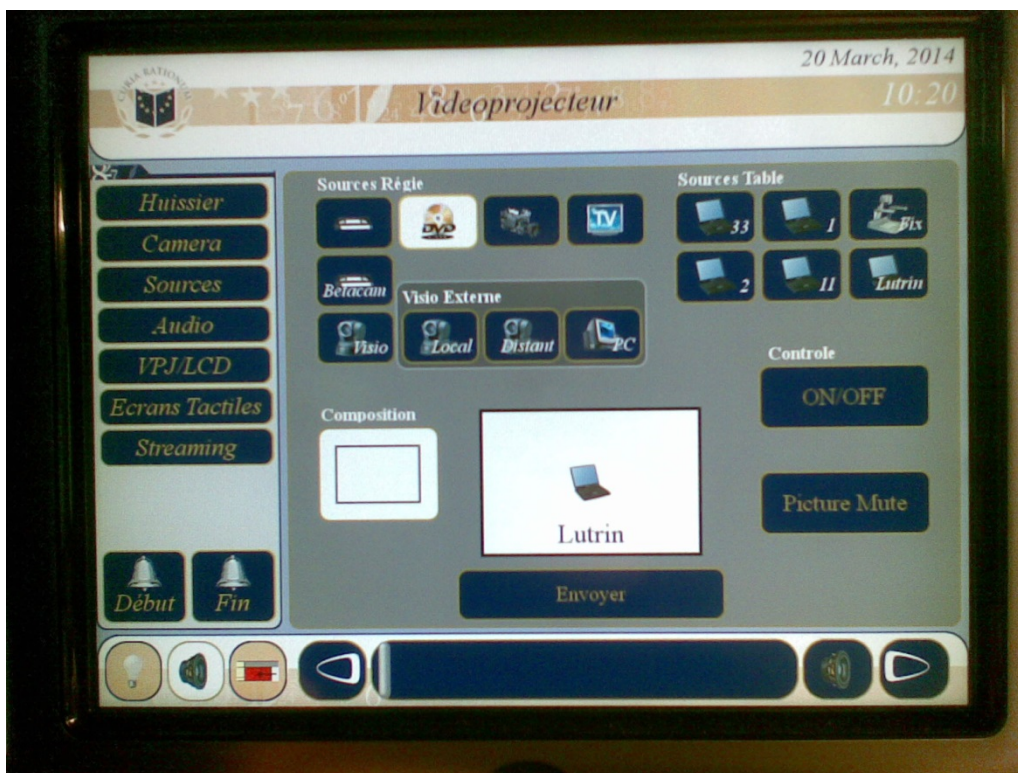 20 March, 2014
CURIA RATIONUM
Videoprojecteur
10:20
Huissier
Camera
Sources
Audio
VPJ/LCD
Ecrans Tactiles
Streaming
Début
Fin
Sources Régie
DVD
TV
Betacam
Visio
Visio Externe
Local
Distant
PC
Sources Table
33
1
Fix
2
11
Lutrin
Composition
Lutrin
Envoyer
Controle
ON/OFF
Picture Mute